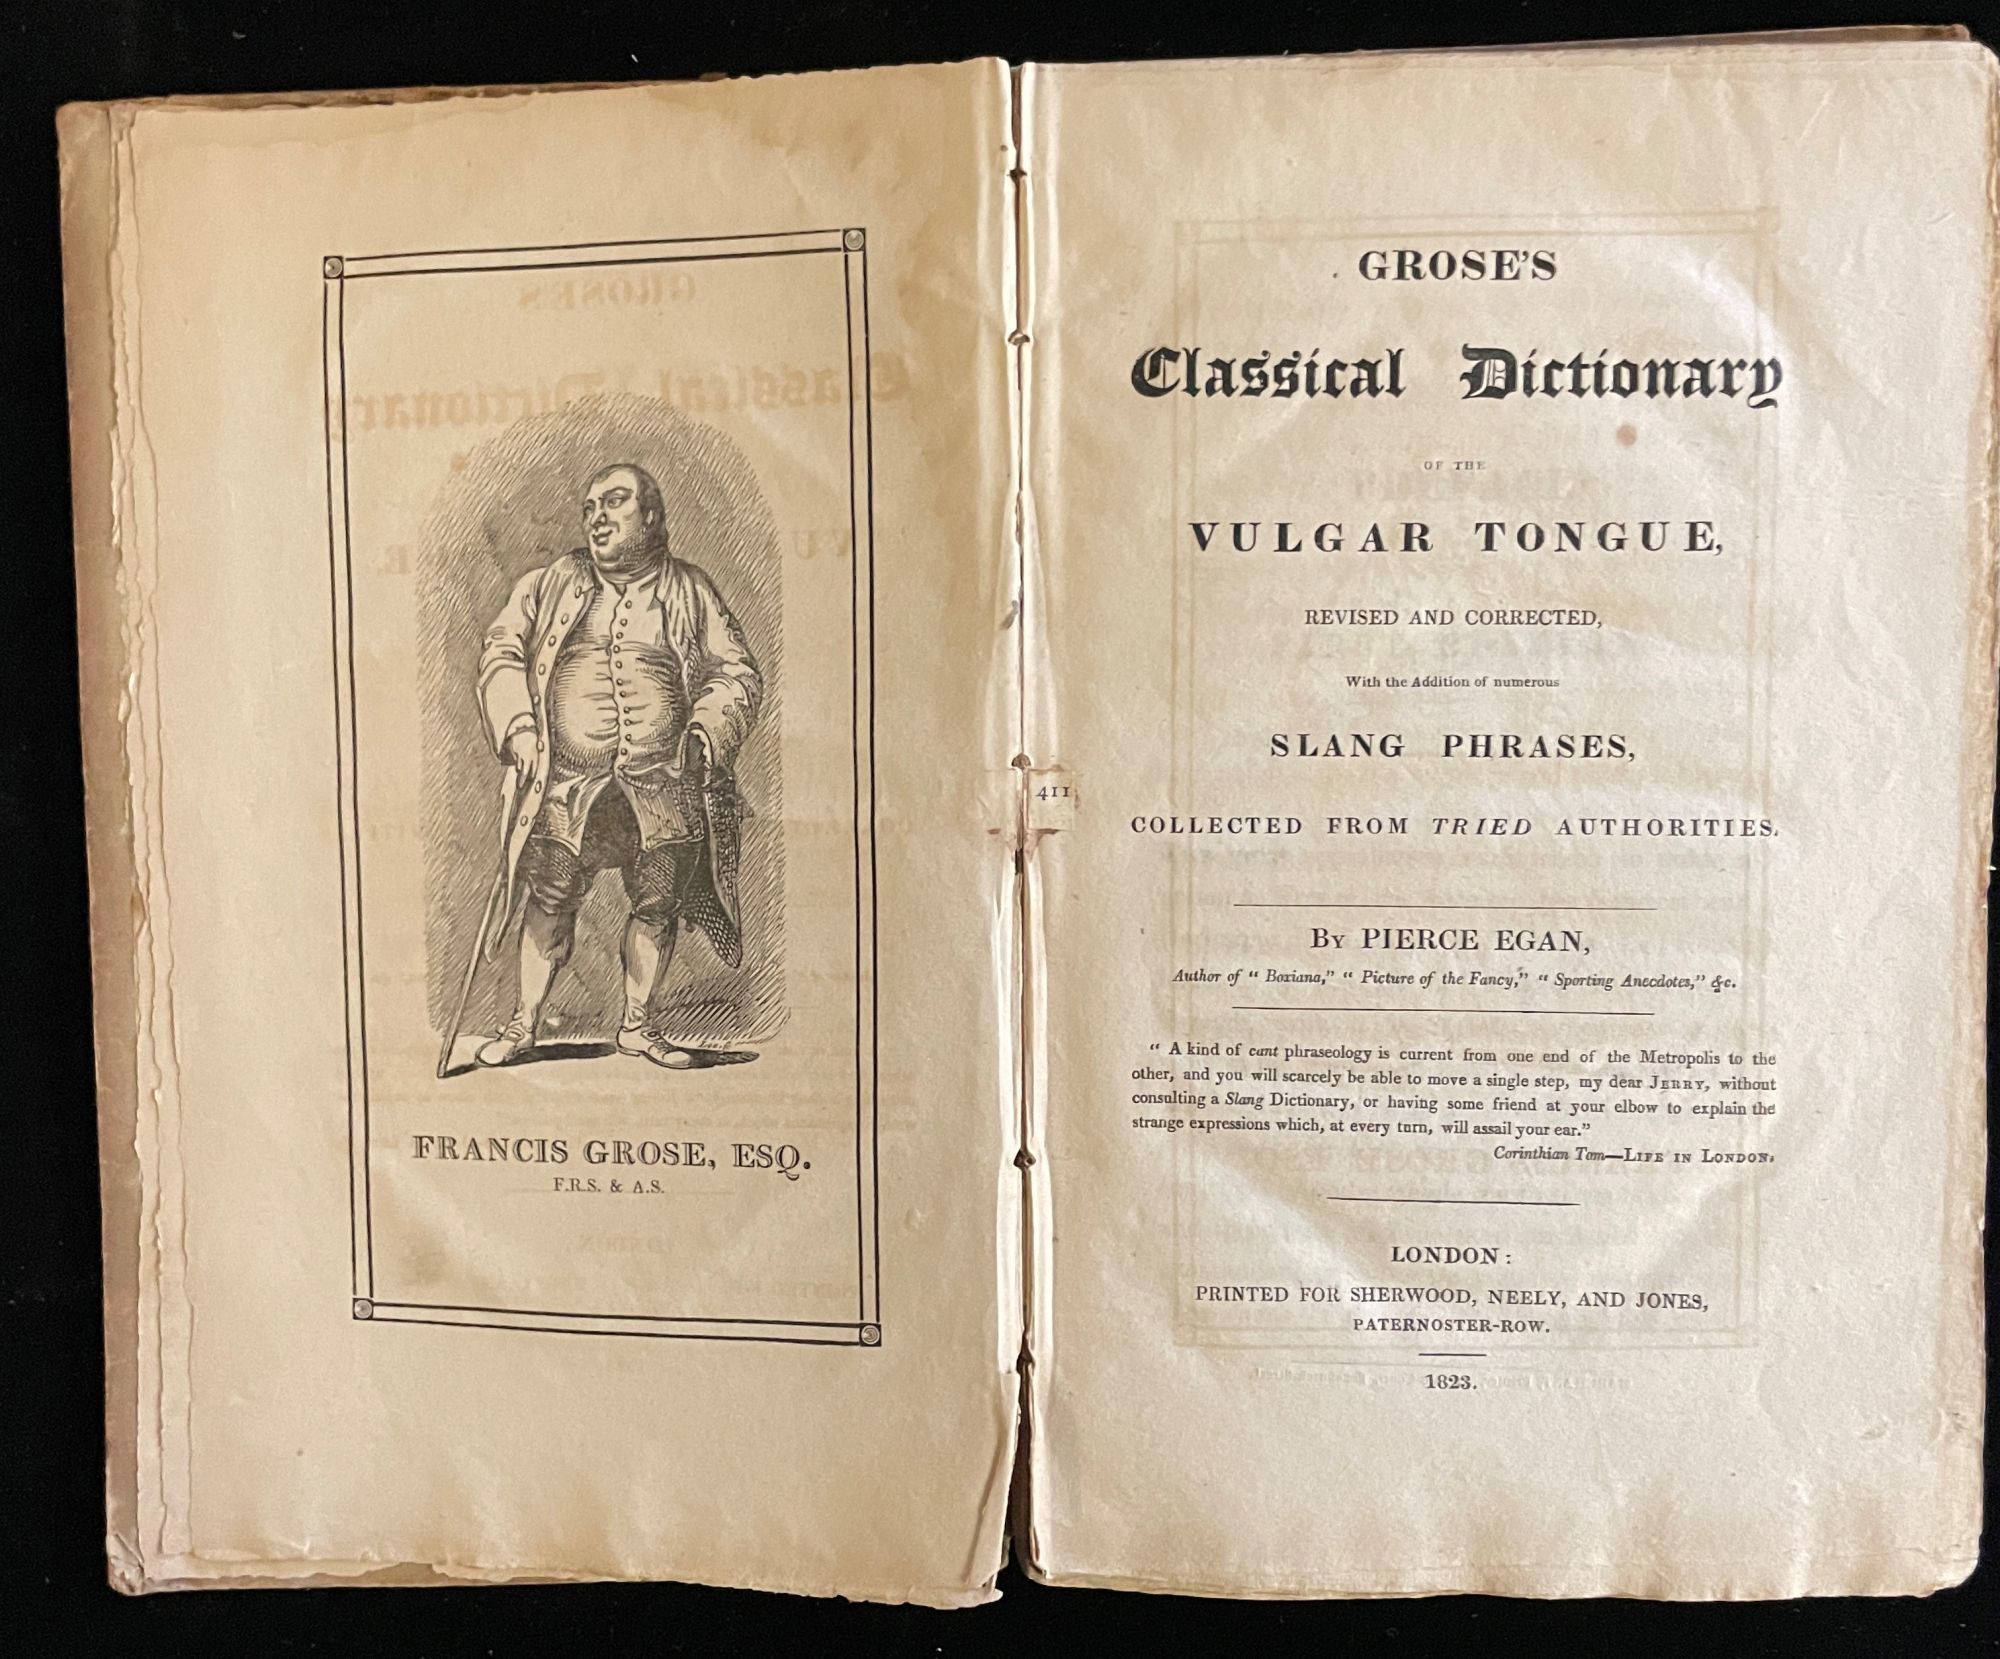 FRANCIS GROSE, ESQ.
F.R.S. & A.S.
GROSE'S
Classical Dictionary
OF THE
VULGAR TONGUE,
REVISED AND CORRECTED,
With the Addition of numerous
SLANG PHRASES,
411
COLLECTED FROM TRIED AUTHORITIES.
By PIERCE EGAN,
Author of "Boxiana," "Picture of the Fancy," "Sporting Anecdotes," &c.
"A kind of cant phraseology is current from one end of the Metropolis to the
other, and you will scarcely be able to move a single step, my dear JERRY, without
consulting a Slang Dictionary, or having some friend at your elbow to explain the
strange expressions which, at every turn, will assail your ear."
Corinthian Tom—LIFE IN LONDON.
LONDON:
PRINTED FOR SHERWOOD, NEELY, AND JONES,
PATERNOSTER-ROW.
1823.